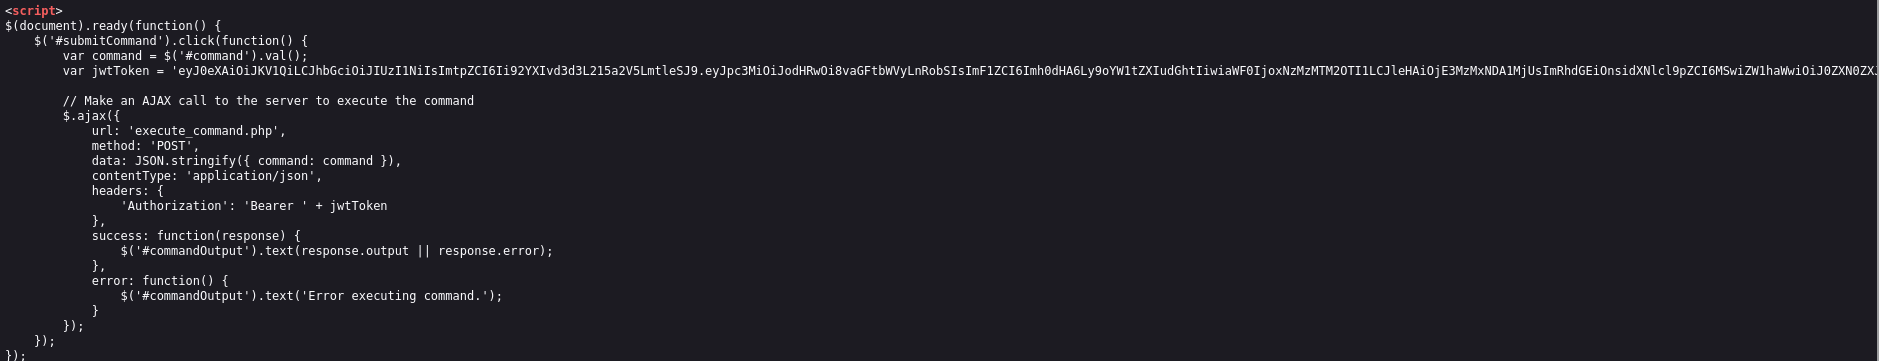 <script>
$(document).ready(function() {
    $('#submitCommand').click(function() {
        var command = $('#command').val();
        var jwtToken = 'eyJ0eXAiOiJKV1QiLCJhbGciOiJIUzI1NiIsImtpZCI6Ii92YXIvd3d3L215a2V5LmtleSJ9.eyJpc3MiOiJodHRwOi8vaGFtbWVyLnRobSIsImF1ZCI6Imh0dHA6Ly9oYW1tZXIudGhtIiwiaWF0IjoxNzMzMTM2OTI1LCJleHAiOjE3MzMxNDA1MjUsImRhdGEiOnsidXNlcl9pZCI6MSwiZW1haWwiOiJ0ZXN0ZXJ
        // Make an AJAX call to the server to execute the command
        $.ajax({
            url: 'execute_command.php',
            method: 'POST',
            data: JSON.stringify({ command: command }),
            contentType: 'application/json',
            headers: {
                'Authorization': 'Bearer ' + jwtToken
            },
            success: function(response) {
                $('#commandOutput').text(response.output || response.error);
            },
            error: function() {
                $('#commandOutput').text('Error executing command.');
            }
        });
    });
});